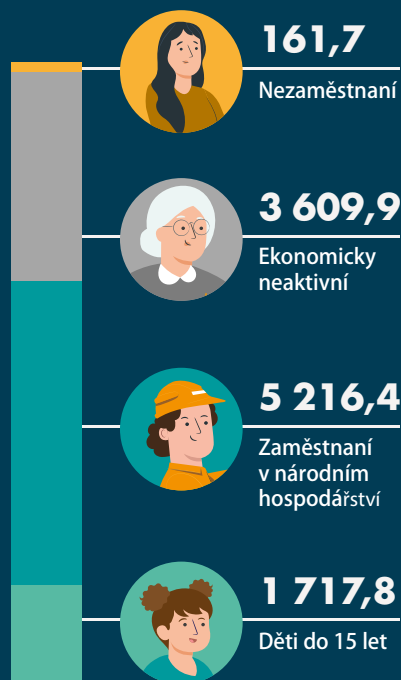 161,7
Nezaměstnaní
3 609,9
Ekonomicky
neaktivní
5 216,4
Zaměstnaní
v národním
hospodářství
1 717,8
Děti do 15 let